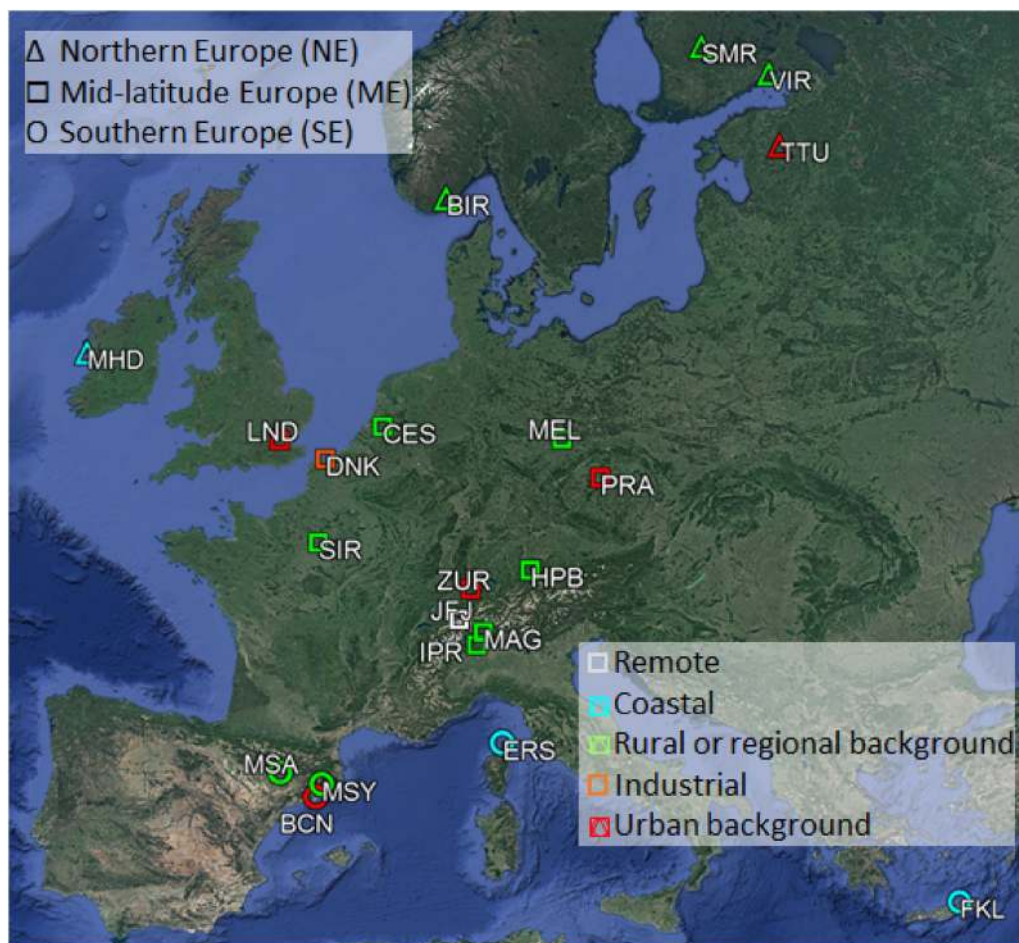 Northern Europe (NE)
Mid-latitude Europe (ME)
Southern Europe (SE)
SMR
VIR
TTU
BIR
MHD
LND
CES
MEL
DNK
PRA
SIR
ZUR
HPB
JFJ
MAG
IPR
Remote
Coastal
Rural or regional background
Industrial
Urban background
ERS
MSA
MSY
BCN
FKL